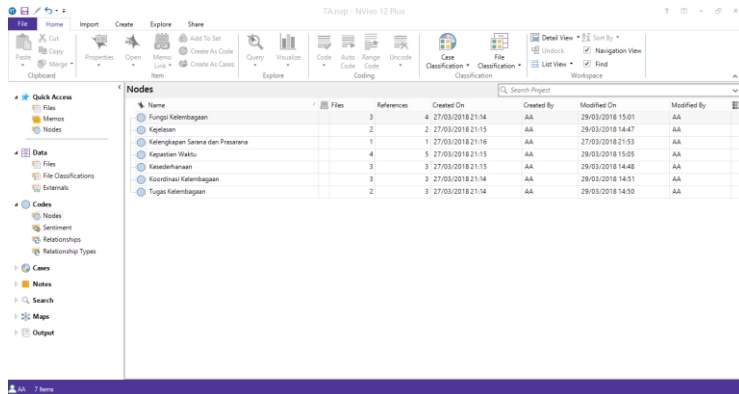 TA.nvp - NVivo 12 Plus
File Home Import Create Explore Share
Paste Cut Copy Merge
Clipboard
Properties Open Memo Link Add To Set Create As Code Create As Cases
Item
Query Visualize
Explore
Code Auto Code Range Code Uncode
Coding
Case Classification File Classification
Classification
Detail View Sort By
Undock Navigation View
List View Find
Workspace
Quick Access
Files
Memos
Nodes
Data
Files
File Classifications
Externals
Codes
Nodes
Sentiment
Relationships
Relationship Types
Cases
Notes
Search
Maps
Output
Nodes
Search Project
Name Files References Created On Created By Modified On Modified By
Fungsi Kelembagaan 3 4 27/03/2018 21:14 AA 29/03/2018 15:01 AA
Kejelasan 2 2 27/03/2018 21:15 AA 29/03/2018 14:47 AA
Kelengkapan Sarana dan Prasarana 1 1 27/03/2018 21:16 AA 27/03/2018 21:53 AA
Kepastian Waktu 4 5 27/03/2018 21:15 AA 29/03/2018 15:05 AA
Kesederhanaan 3 3 27/03/2018 21:15 AA 29/03/2018 14:48 AA
Koordinasi Kelembagaan 3 3 27/03/2018 21:14 AA 29/03/2018 14:51 AA
Tugas Kelembagaan 2 3 27/03/2018 21:14 AA 29/03/2018 14:50 AA
AA 7 Items